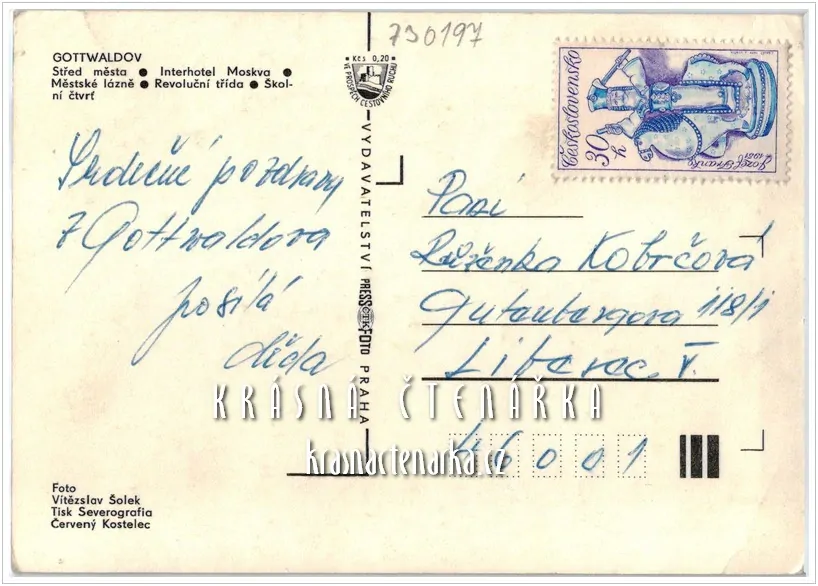 730197
GOTTWALDOV
Střed města ● Interhotel Moskva ●
Městské lázně ● Revoluční třída ● Škol-
ní čtvrť
Kčs 0,20
VE PROSPĚCH CESTOVNÍHO RUCHU
Československo
30 h
1981
Srdečné pozdravy
z Gottwaldova
posílá
děda
VYDAVATELSTVÍ PRESSFOTO PRAHA
ČTK
Paní
Růženka Kobrčová
Gutenbergova 118/1
Liberec. V.
46001
KRÁSNÁ ČTENÁŘKA
krasnactenarka.cz
Foto
Vítězslav Šolek
Tisk Severografia
Červený Kostelec